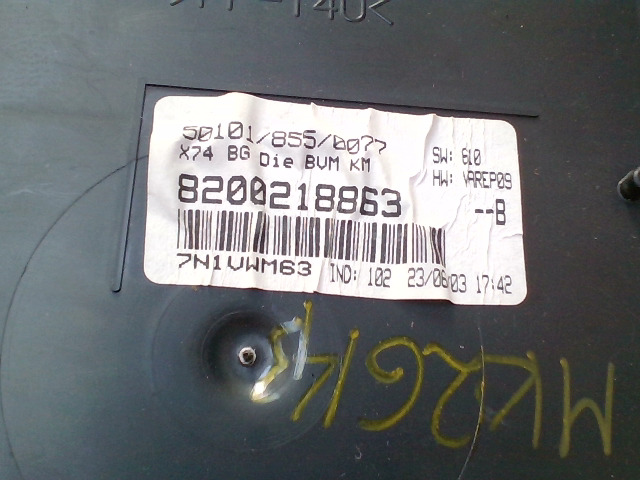 50101/855/0077
X74 BG Die BVM KM
SW: 610
HW: VAREP09
8200218863
--B
7N1VWM63 IND: 102 23/06/03 17:42